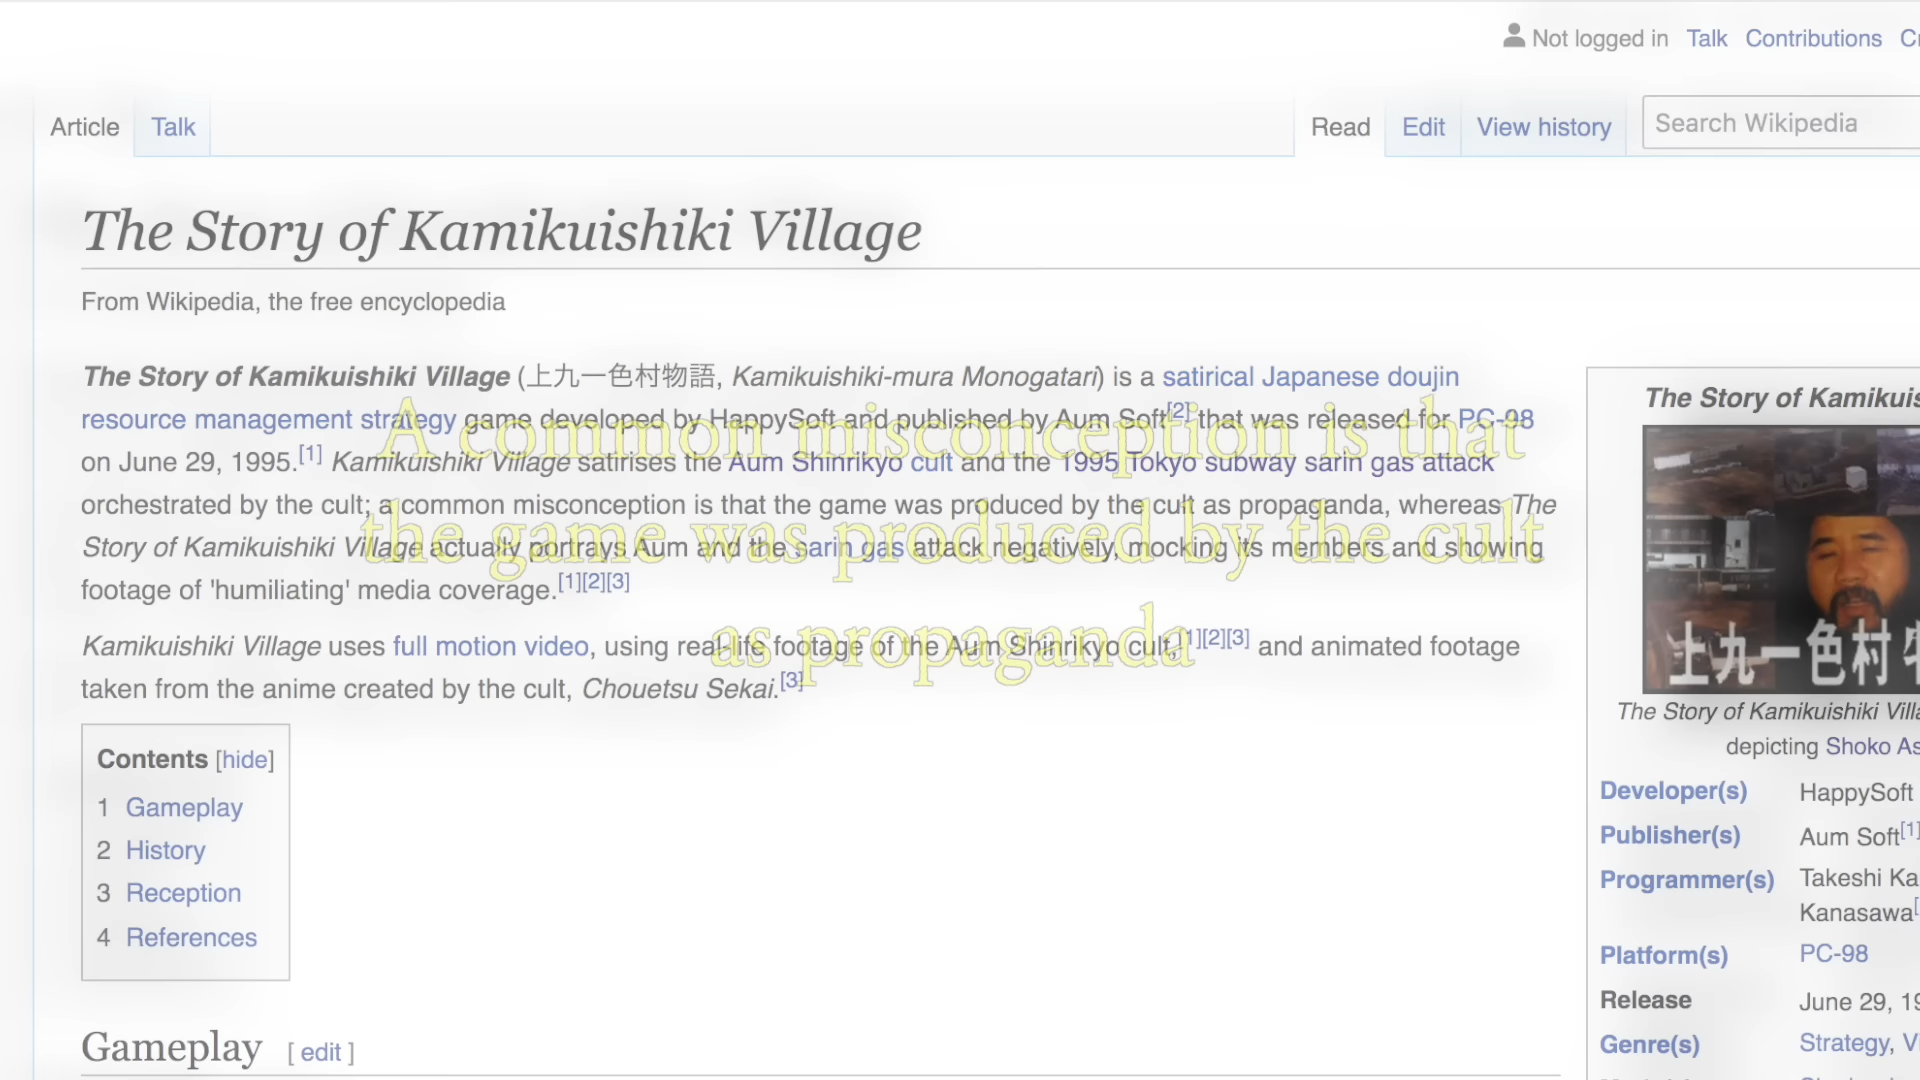 Not logged in Talk Contributions
Article Talk Read Edit View history Search Wikipedia
The Story of Kamikuishiki Village
From Wikipedia, the free encyclopedia
The Story of Kamikuishiki Village (上九一色村物語, Kamikuishiki-mura Monogatari) is a satirical Japanese doujin
resource management strategy game developed by HappySoft and published by Aum Soft[2] that was released for PC-98
on June 29, 1995.[1] Kamikuishiki Village satirises the Aum Shinrikyo cult and the 1995 Tokyo subway sarin gas attack
orchestrated by the cult; a common misconception is that the game was produced by the cult as propaganda, whereas The
Story of Kamikuishiki Village actually portrays Aum and the sarin gas attack negatively, mocking its members and showing
footage of 'humiliating' media coverage.[1][2][3]
Kamikuishiki Village uses full motion video, using real-life footage of the Aum Shinrikyo cult,[1][2][3] and animated footage
taken from the anime created by the cult, Chouetsu Sekai.[3]
A common misconception is that
the game was produced by the cult
as propaganda
Contents [hide]
1 Gameplay
2 History
3 Reception
4 References
Gameplay [ edit ]
The Story of Kamikuis
上九一色村
The Story of Kamikuishiki Villa
depicting Shoko As
Developer(s) HappySoft
Publisher(s) Aum Soft[1]
Programmer(s) Takeshi Ka
Kanasawa[
Platform(s) PC-98
Release June 29, 19
Genre(s) Strategy, Vi